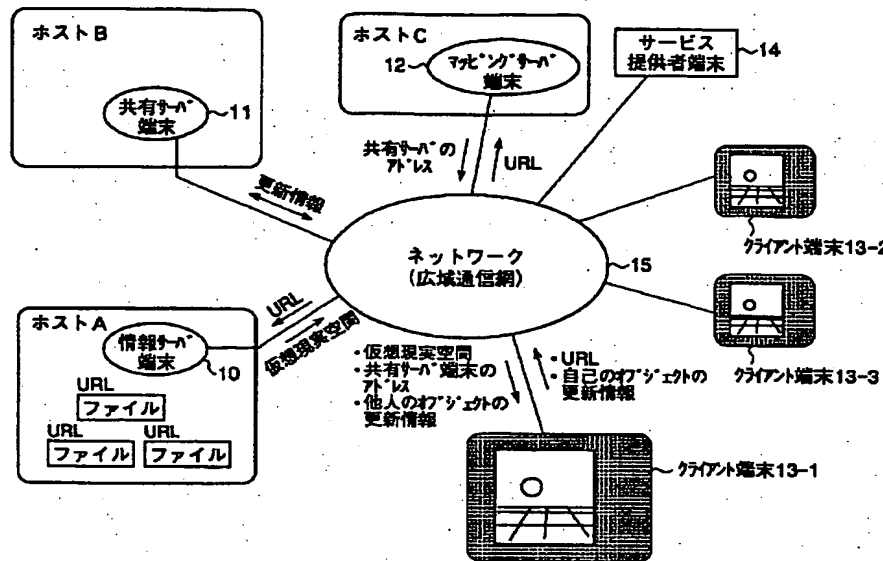 ホストB
共有サーバ
端末
11
ホストC
12
マッピングサーバ
端末
サービス
提供者端末
14
共有サーバの
アドレス
URL
更新情報
クライアント端末13-2
ネットワーク
(広域通信網)
15
クライアント端末13-3
ホストA
情報サーバ
端末
10
URL
仮想現実空間
URL
ファイル
URL
ファイル
URL
ファイル
・仮想現実空間
・共有サーバ端末の
アドレス
・他人のオブジェクトの
更新情報
・URL
・自己のオブジェクトの
更新情報
クライアント端末13-1